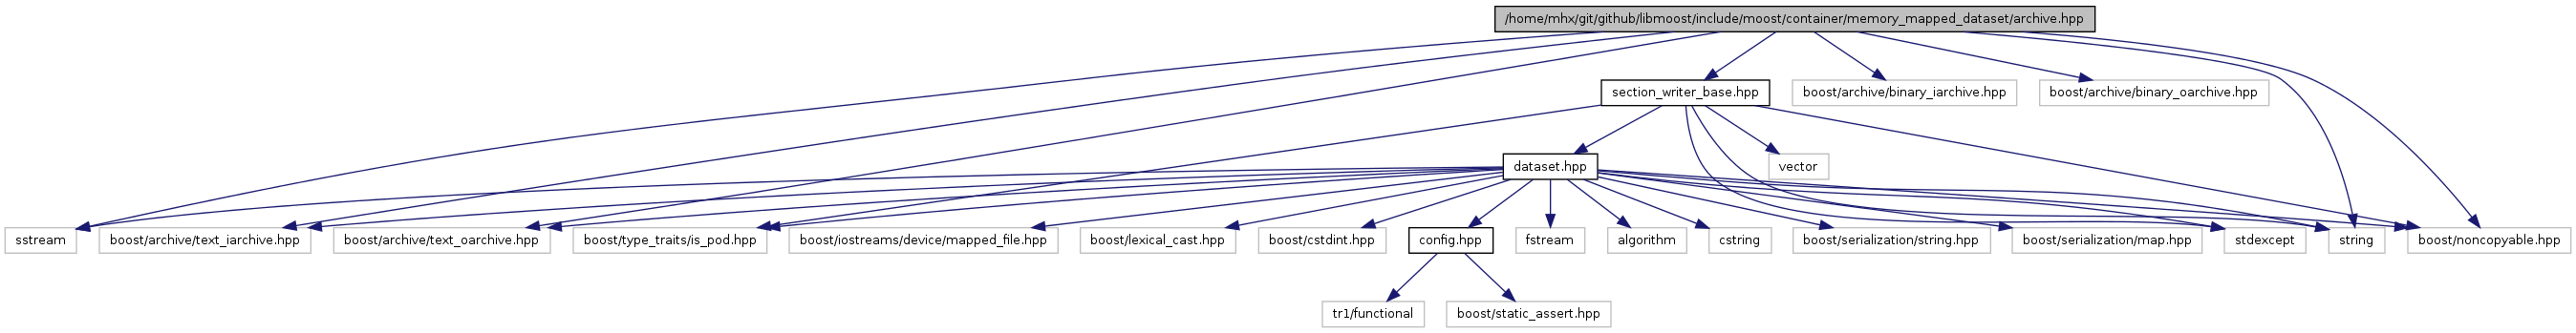 /home/mhx/git/github/libmoost/include/moost/container/memory_mapped_dataset/archive.hpp
section_writer_base.hpp
boost/archive/binary_iarchive.hpp
boost/archive/binary_oarchive.hpp
dataset.hpp
vector
sstream
boost/archive/text_iarchive.hpp
boost/archive/text_oarchive.hpp
boost/type_traits/is_pod.hpp
boost/iostreams/device/mapped_file.hpp
boost/lexical_cast.hpp
boost/cstdint.hpp
config.hpp
fstream
algorithm
cstring
boost/serialization/string.hpp
boost/serialization/map.hpp
stdexcept
string
boost/noncopyable.hpp
tr1/functional
boost/static_assert.hpp